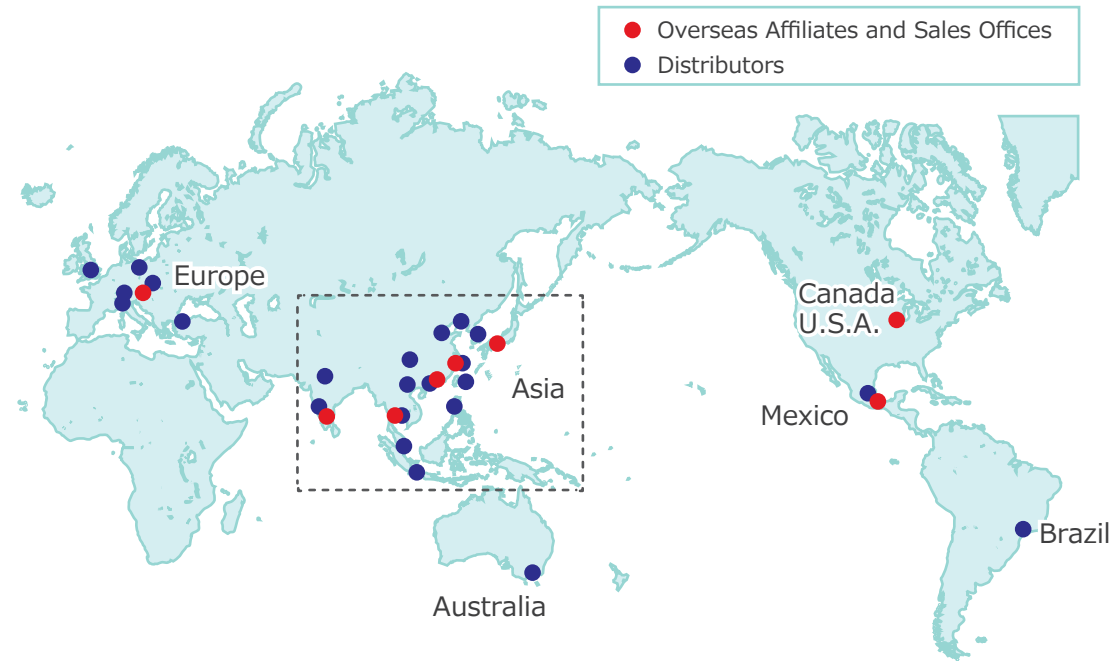 Overseas Affiliates and Sales Offices
Distributors
Europe
Canada
U.S.A.
Asia
Mexico
Brazil
Australia